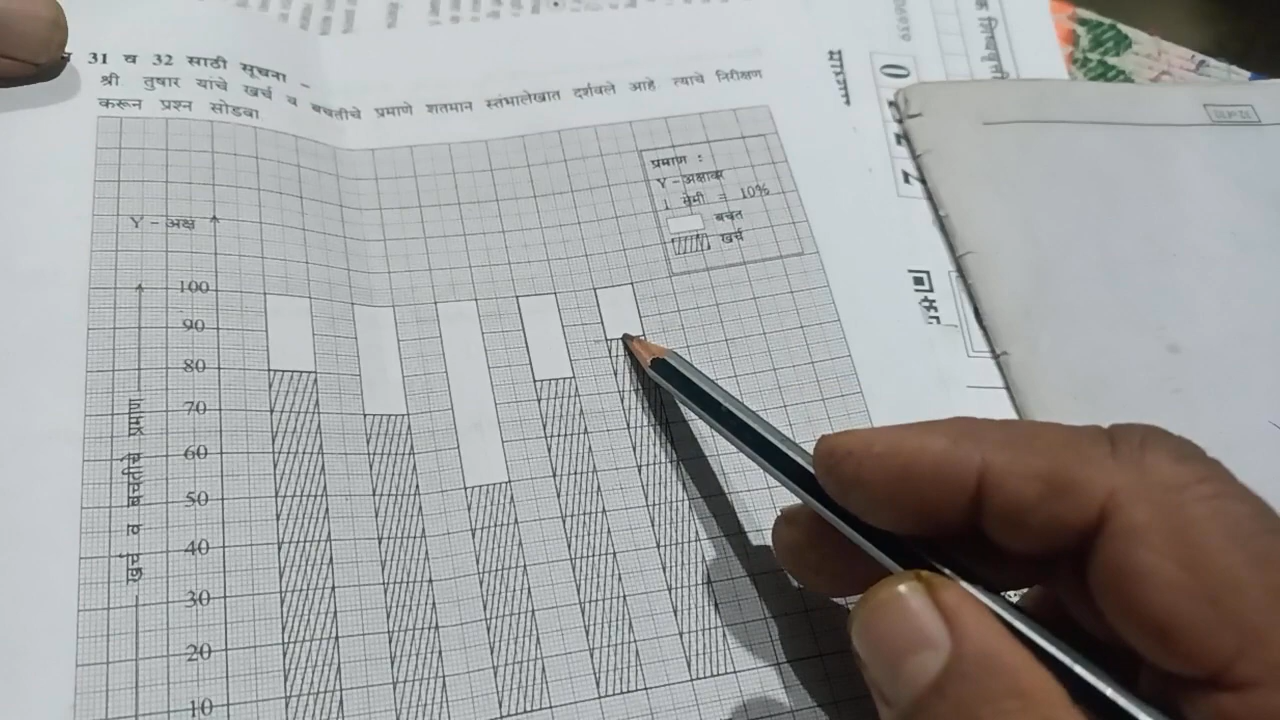 31 व 32 साठी सूचना –
श्री तुषार यांचे खर्च व बचतीचे प्रमाणे शतमान स्तंभालेखात दर्शवले आहे. त्याचे निरीक्षण
करून प्रश्न सोडवा.
प्रमाण :
Y – अक्षावर
1 सेमी = 10%
बचत
खर्च
Y – अक्ष
100
90
80
70
60
50
40
30
20
10
खर्च व बचतीचे प्रमाण